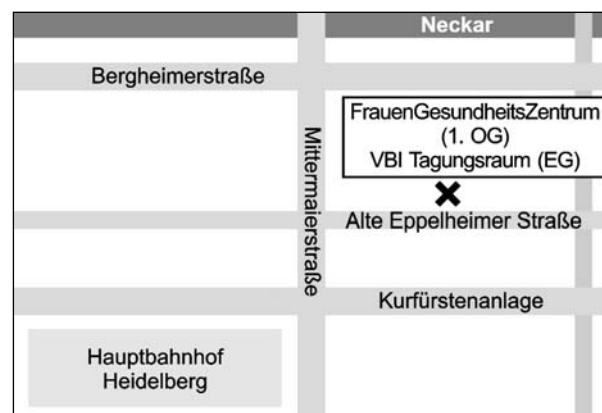 Neckar
Bergheimerstraße
FrauenGesundheitsZentrum
(1. OG)
VBI Tagungsraum (EG)
Mittermaierstraße
Alte Eppelheimer Straße
Kurfürstenanlage
Hauptbahnhof
Heidelberg